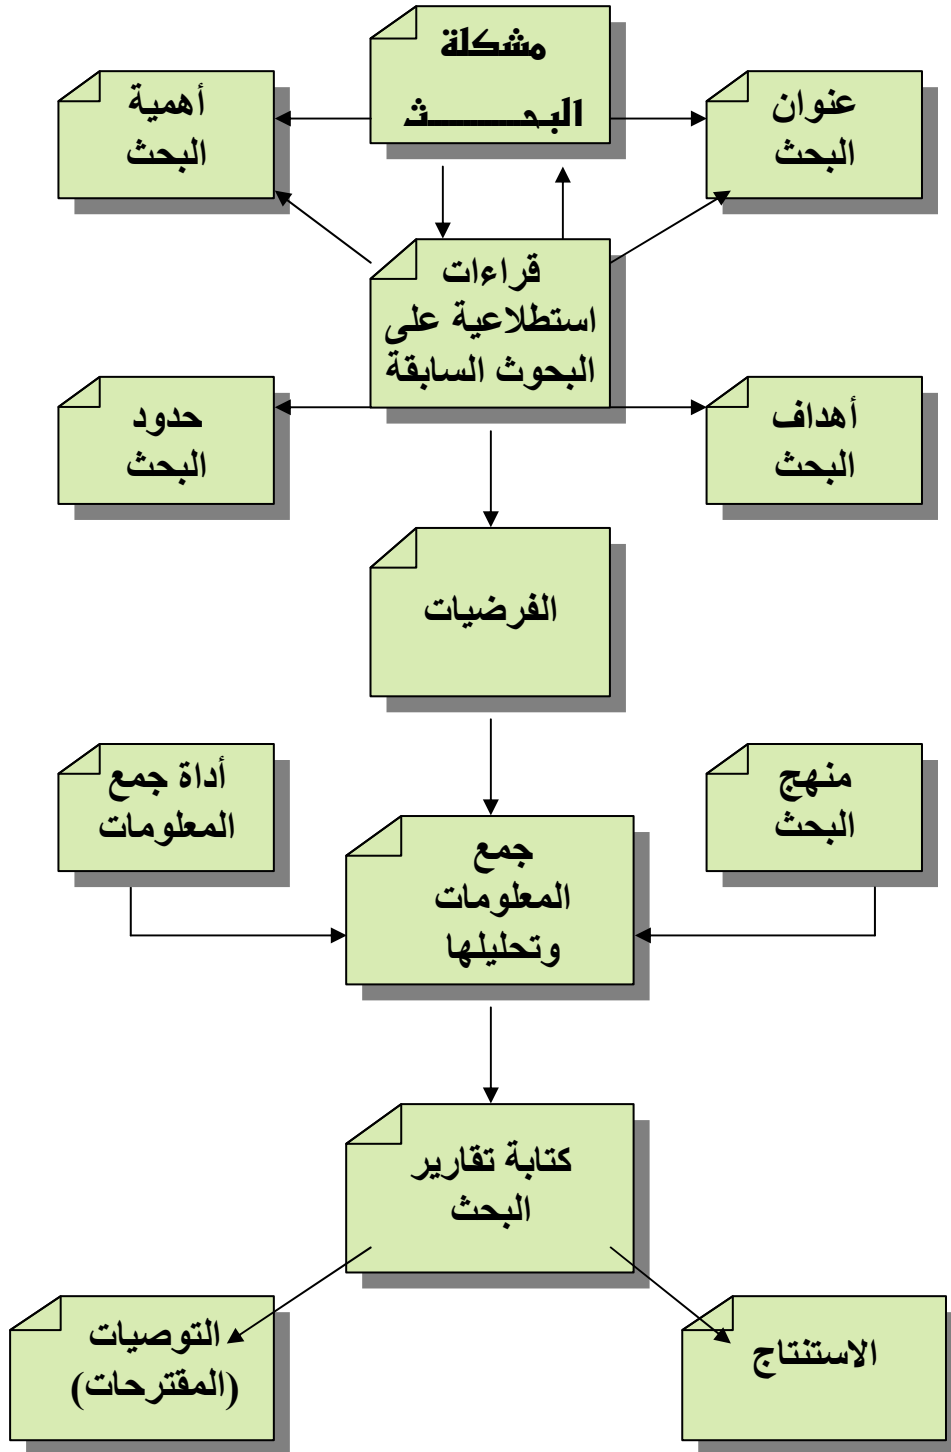 مشكلة
البحث
عنوان
البحث
أهمية
البحث
قراءات
استطلاعية على
البحوث السابقة
أهداف
البحث
حدود
البحث
الفرضيات
منهج
البحث
أداة جمع
المعلومات
جمع
المعلومات
وتحليلها
كتابة تقارير
البحث
الاستنتاج
التوصيات
(المقترحات)